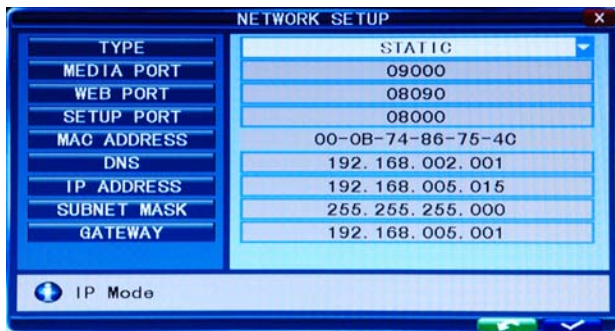 NETWORK SETUP
TYPE STATIC
MEDIA PORT 09000
WEB PORT 08090
SETUP PORT 08000
MAC ADDRESS 00-0B-74-86-75-4C
DNS 192.168.002.001
IP ADDRESS 192.168.005.015
SUBNET MASK 255.255.255.000
GATEWAY 192.168.005.001
IP Mode